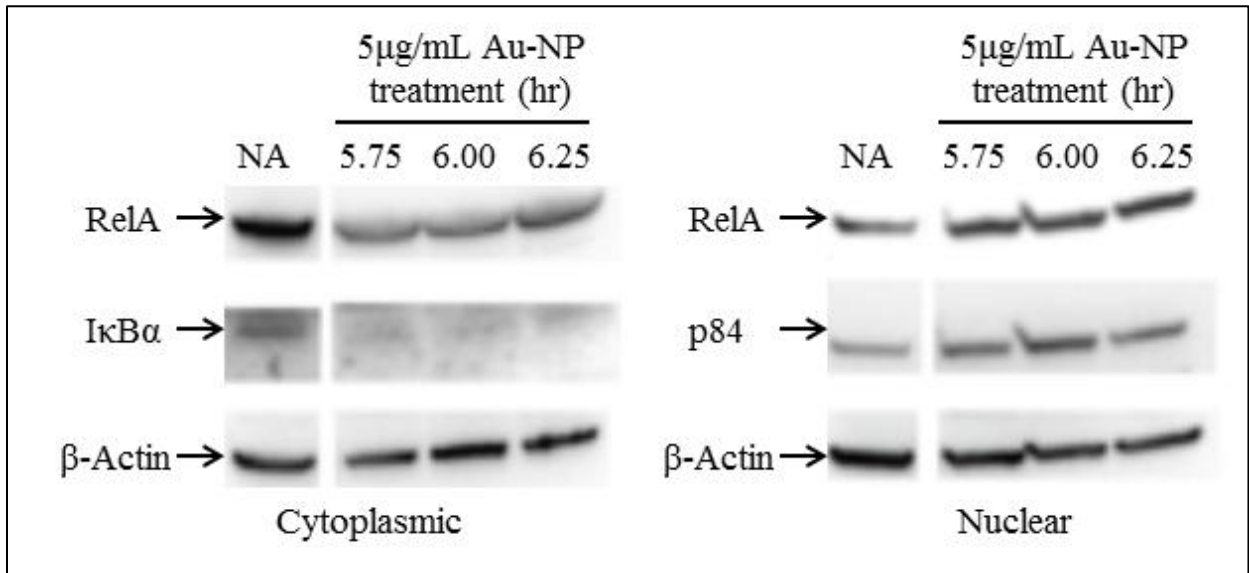 5μg/mL Au-NP
treatment (hr)
NA 5.75 6.00 6.25
RelA
IκBα
β-Actin
Cytoplasmic
5μg/mL Au-NP
treatment (hr)
NA 5.75 6.00 6.25
RelA
p84
β-Actin
Nuclear